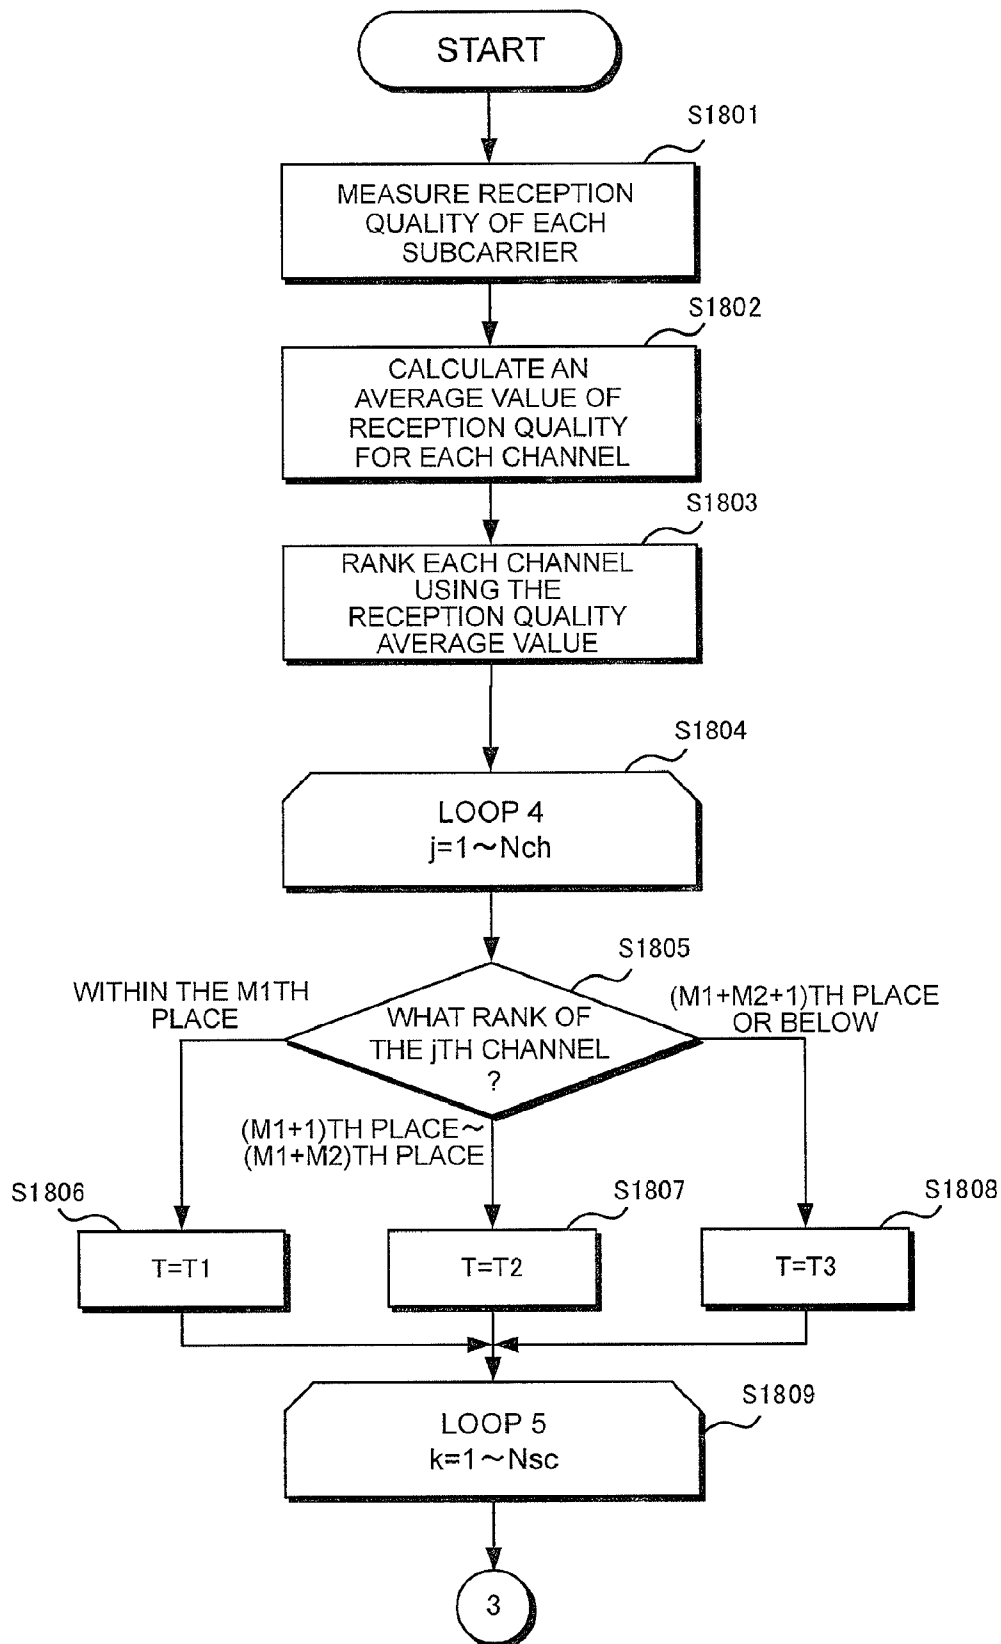 START
S1801
MEASURE RECEPTION
QUALITY OF EACH
SUBCARRIER
S1802
CALCULATE AN
AVERAGE VALUE OF
RECEPTION QUALITY
FOR EACH CHANNEL
S1803
RANK EACH CHANNEL
USING THE
RECEPTION QUALITY
AVERAGE VALUE
S1804
LOOP 4
j=1~Nch
S1805
WHAT RANK OF
THE jTH CHANNEL
?
WITHIN THE M1TH
PLACE
(M1+M2+1)TH PLACE
OR BELOW
(M1+1)TH PLACE~
(M1+M2)TH PLACE
S1806
T=T1
S1807
T=T2
S1808
T=T3
S1809
LOOP 5
k=1~Nsc
3